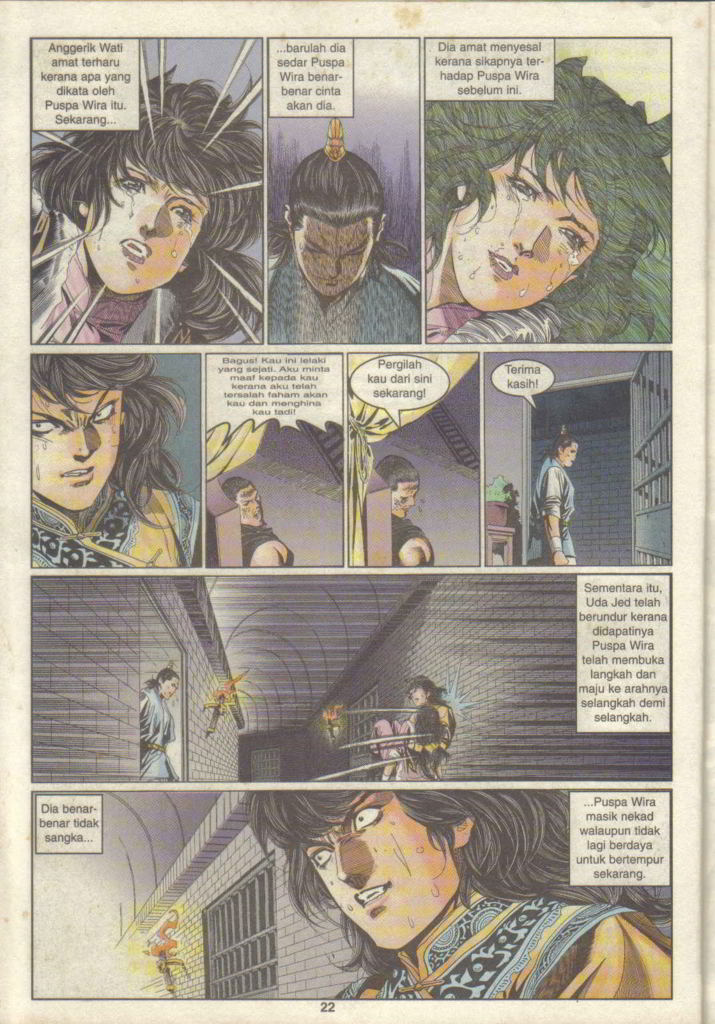 Anggerik Wati
amat terharu
kerana apa yang
dikata oleh
Puspa Wira itu.
Sekarang...
...barulah dia
sedar Puspa
Wira benar-
benar cinta
akan dia.
Dia amat menyesal
kerana sikapnya ter-
hadap Puspa Wira
sebelum ini.
Bagus! Kau ini lelaki
yang sejati. Aku minta
maaf kepada kau
kerana aku telah
tersalah faham akan
kau dan menghina
kau tadi!
Pergilah
kau dari sini
sekarang!
Terima
kasih!
Sementara itu,
Uda Jed telah
berundur kerana
didapatinya
Puspa Wira
telah membuka
langkah dan
maju ke arahnya
selangkah demi
selangkah.
Dia benar-
benar tidak
sangka...
...Puspa Wira
masik nekad
walaupun tidak
lagi berdaya
untuk bertempur
sekarang.
22